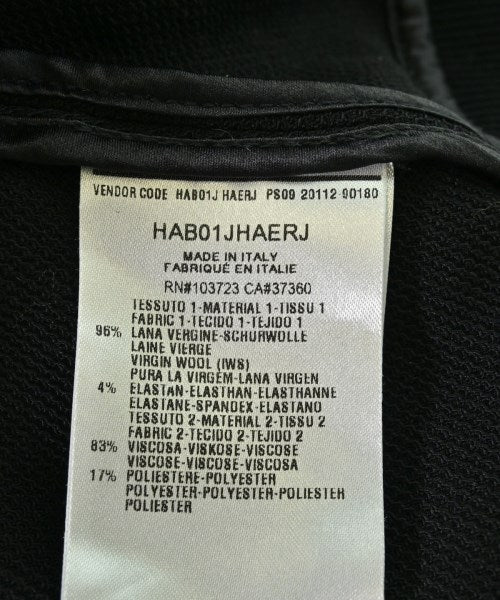 VENDOR CODE HAB01J HAERJ PS09 20112-90180
HAB01JHAERJ
MADE IN ITALY
FABRIQUÉ EN ITALIE
RN#103723 CA#37360
TESSUTO 1-MATERIAL 1-TISSU 1
FABRIC 1-TECIDO 1-TEJIDO 1
96% LANA VERGINE-SCHURWOLLE
LAINE VIERGE
VIRGIN WOOL (IWS)
PURA LA VIRGEM-LANA VIRGEN
4% ELASTAN-ELASTHAN-ELASTHANNE
ELASTANE-SPANDEX-ELASTANO
TESSUTO 2-MATERIAL 2-TISSU 2
FABRIC 2-TECIDO 2-TEJIDO 2
83% VISCOSA-VISKOSE-VISCOSE
VISCOSE-VISCOSE-VISCOSA
17% POLIESTERE-POLYESTER
POLYESTER-POLYESTER-POLIESTER
POLIESTER